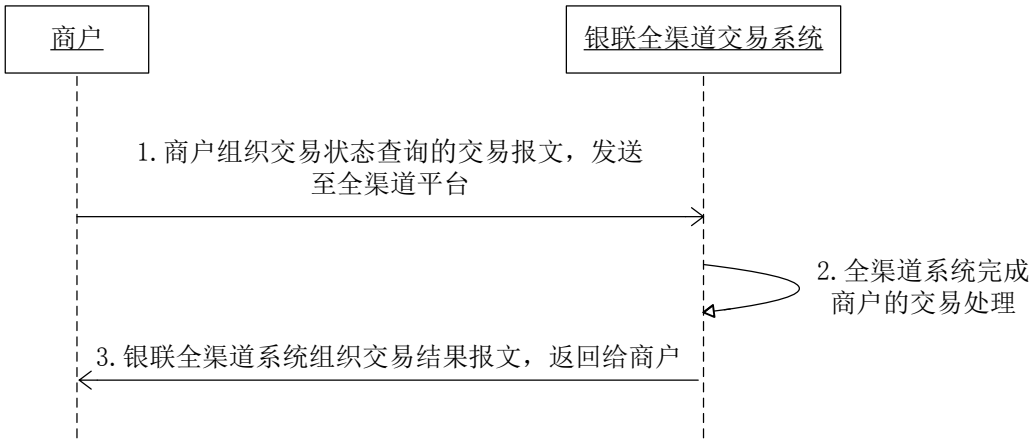 商户
银联全渠道交易系统
1.商户组织交易状态查询的交易报文，发送
至全渠道平台
2.全渠道系统完成
商户的交易处理
3.银联全渠道系统组织交易结果报文，返回给商户